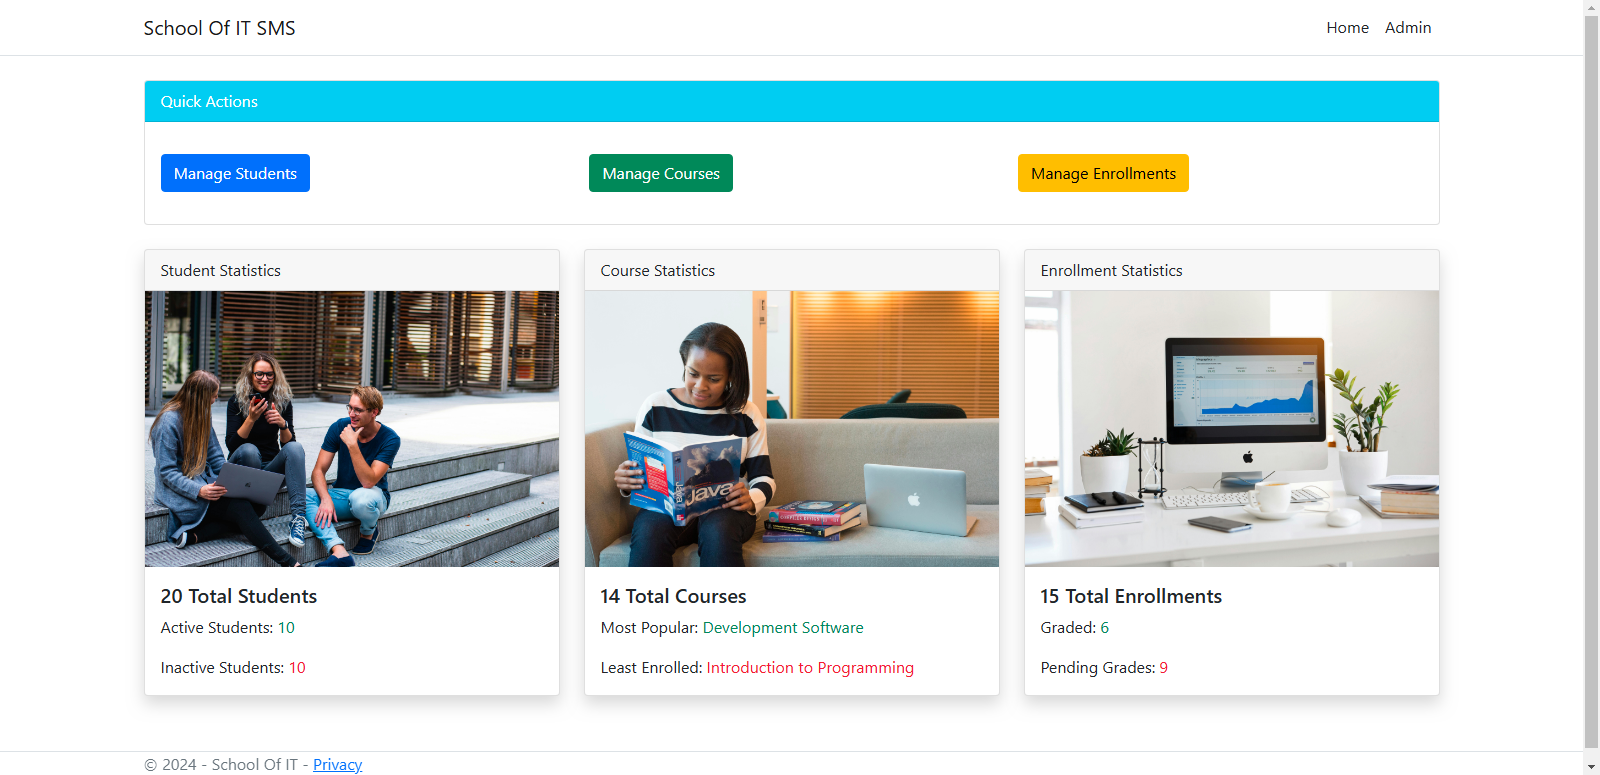 School Of IT SMS
Home Admin
Quick Actions
Manage Students Manage Courses Manage Enrollments
Student Statistics
Course Statistics
Enrollment Statistics
Java
20 Total Students
Active Students: 10
Inactive Students: 10
14 Total Courses
Most Popular: Development Software
Least Enrolled: Introduction to Programming
15 Total Enrollments
Graded: 6
Pending Grades: 9
© 2024 - School Of IT - Privacy